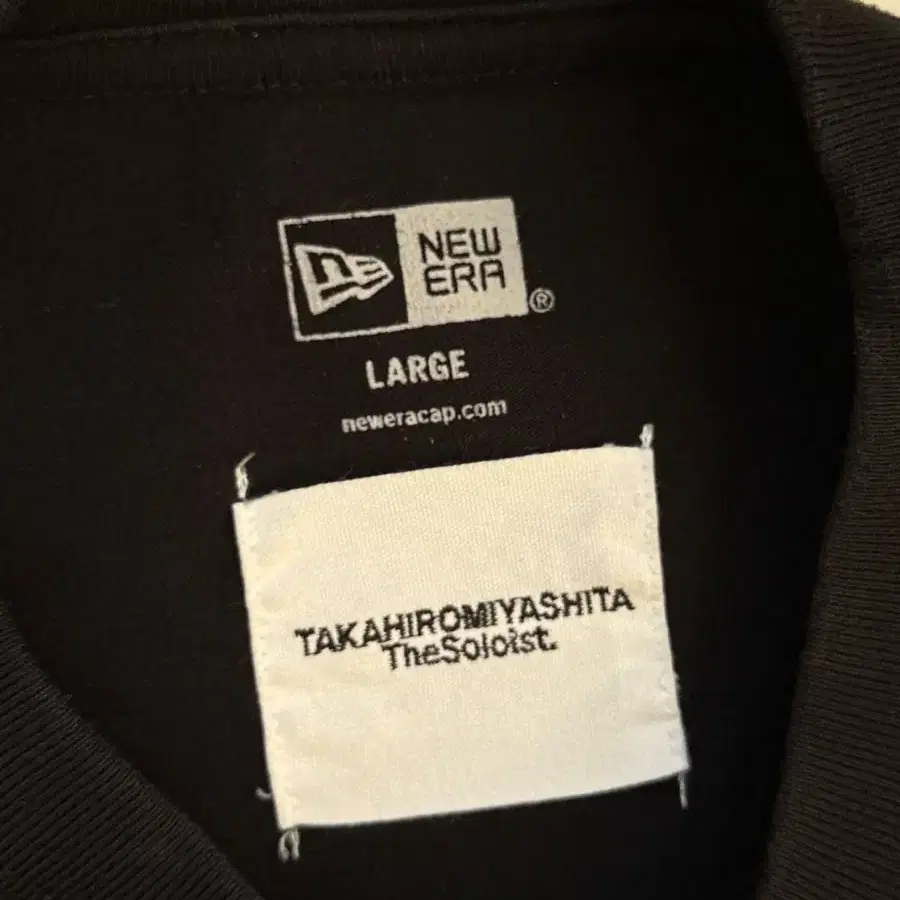 NEW
ERA
®
LARGE
neweracap.com
TAKAHIROMIYASHITA
TheSoloist.